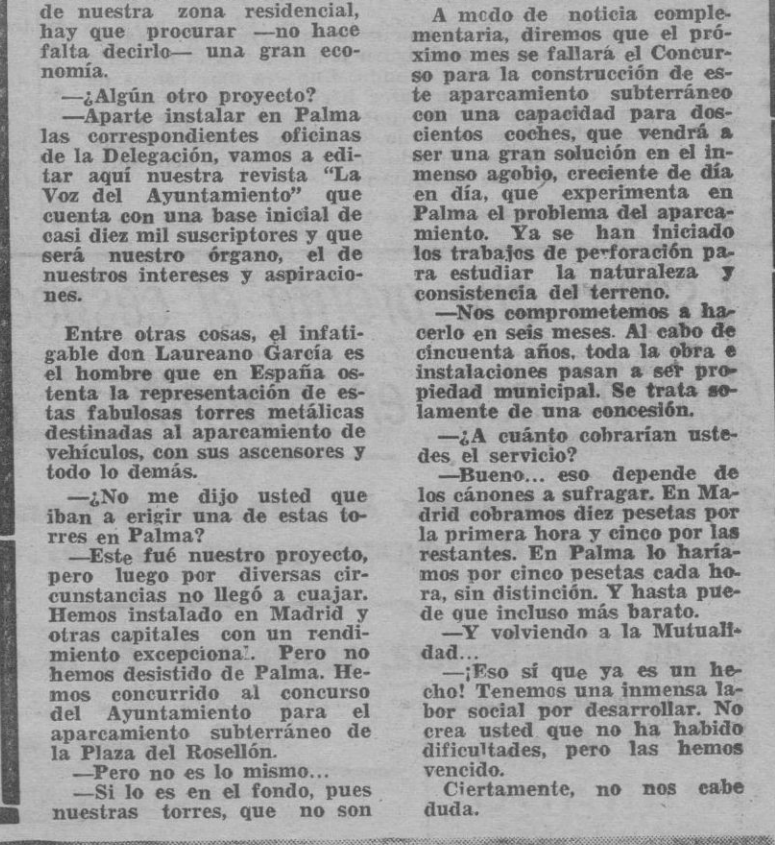 de nuestra zona residencial,
hay que procurar —no hace
falta decirlo— una gran eco-
nomía.
—¿Algún otro proyecto?
—Aparte instalar en Palma
las correspondientes oficinas
de la Delegación, vamos a edi-
tar aquí nuestra revista “La
Voz del Ayuntamiento” que
cuenta con una base inicial de
casi diez mil suscriptores y que
será nuestro órgano, el de
nuestros intereses y aspiracio-
nes.
Entre otras cosas, el infati-
gable don Laureano García es
el hombre que en España os-
tenta la representación de es-
tas fabulosas torres metálicas
destinadas al aparcamiento de
vehículos, con sus ascensores y
todo lo demás.
—¿No me dijo usted que
iban a erigir una de estas to-
rres en Palma?
—Este fué nuestro proyecto,
pero luego por diversas cir-
cunstancias no llegó a cuajar.
Hemos instalado en Madrid y
otras capitales con un rendi-
miento excepcional. Pero no
hemos desistido de Palma. He-
mos concurrido al concurso
del Ayuntamiento para el
aparcamiento subterráneo de
la Plaza del Rosellón.
—Pero no es lo mismo...
—Si lo es en el fondo, pues
nuestras torres, que no son
A modo de noticia comple-
mentaria, diremos que el pró-
ximo mes se fallará el Concur-
so para la construcción de es-
te aparcamiento subterráneo
con una capacidad para dos-
cientos coches, que vendrá a
ser una gran solución en el in-
menso agobio, creciente de día
en día, que experimenta en
Palma el problema del aparca-
miento. Ya se han iniciado
los trabajos de perforación pa-
ra estudiar la naturaleza y
consistencia del terreno.
—Nos comprometemos a ha-
cerlo en seis meses. Al cabo de
cincuenta años, toda la obra e
instalaciones pasan a ser pro-
piedad municipal. Se trata so-
lamente de una concesión.
—¿A cuánto cobrarían uste-
des el servicio?
—Bueno... eso depende de
los cánones a sufragar. En Ma-
drid cobramos diez pesetas por
la primera hora y cinco por las
restantes. En Palma lo haría-
mos por cinco pesetas cada ho-
ra, sin distinción. Y hasta pue-
de que incluso más barato.
—Y volviendo a la Mutuali-
dad...
—¡Eso sí que ya es un he-
cho! Tenemos una inmensa la-
bor social por desarrollar. No
crea usted que no ha habido
dificultades, pero las hemos
vencido.
Ciertamente, no nos cabe
duda.